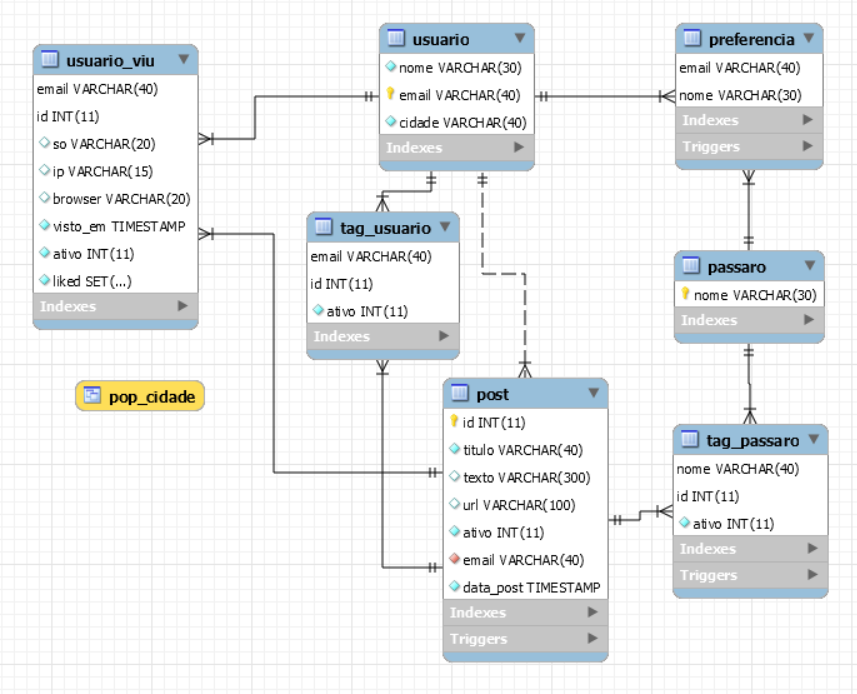 usuario_viu
email VARCHAR(40)
id INT(11)
so VARCHAR(20)
ip VARCHAR(15)
browser VARCHAR(20)
visto_em TIMESTAMP
ativo INT(11)
liked SET(...)
Indexes
usuario
nome VARCHAR(30)
email VARCHAR(40)
cidade VARCHAR(40)
Indexes
preferencia
email VARCHAR(40)
nome VARCHAR(30)
Indexes
Triggers
tag_usuario
email VARCHAR(40)
id INT(11)
ativo INT(11)
Indexes
passaro
nome VARCHAR(30)
Indexes
pop_cidade
post
id INT(11)
titulo VARCHAR(40)
texto VARCHAR(300)
url VARCHAR(100)
ativo INT(11)
email VARCHAR(40)
data_post TIMESTAMP
Indexes
Triggers
tag_passaro
nome VARCHAR(40)
id INT(11)
ativo INT(11)
Indexes
Triggers